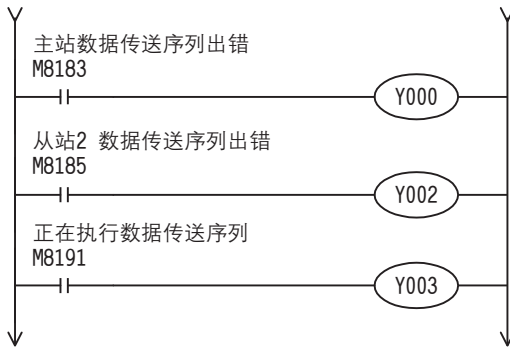 主站数据传送序列出错
M8183
Y000
从站2 数据传送序列出错
M8185
Y002
正在执行数据传送序列
M8191
Y003